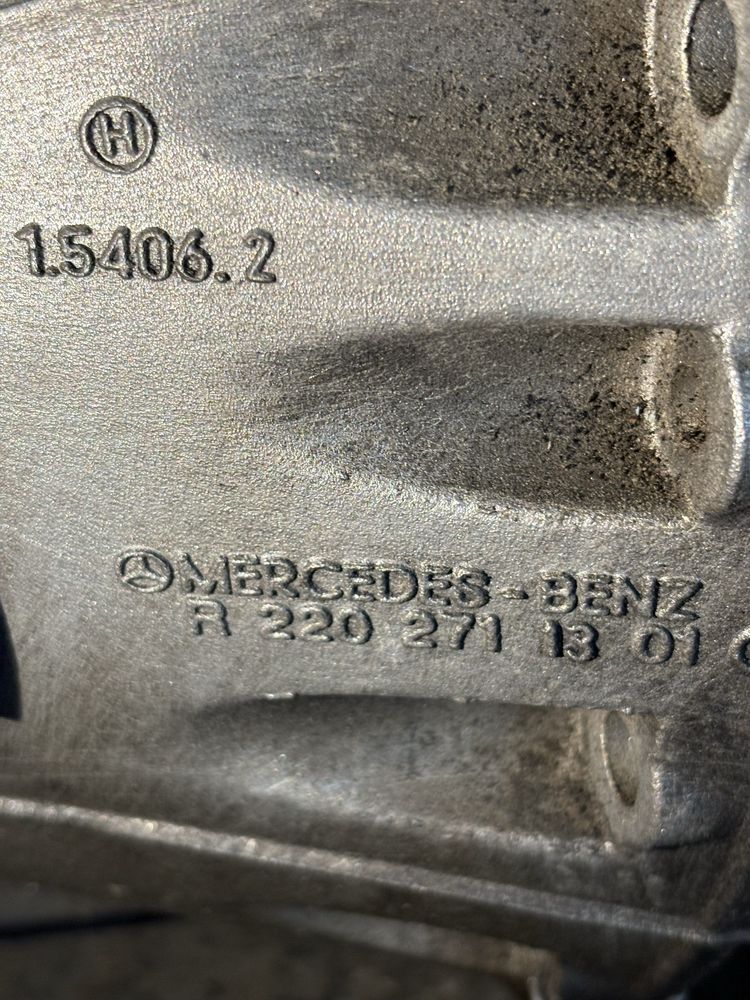 H
1.5406.2
MERCEDES-BENZ
R 220 271 13 01